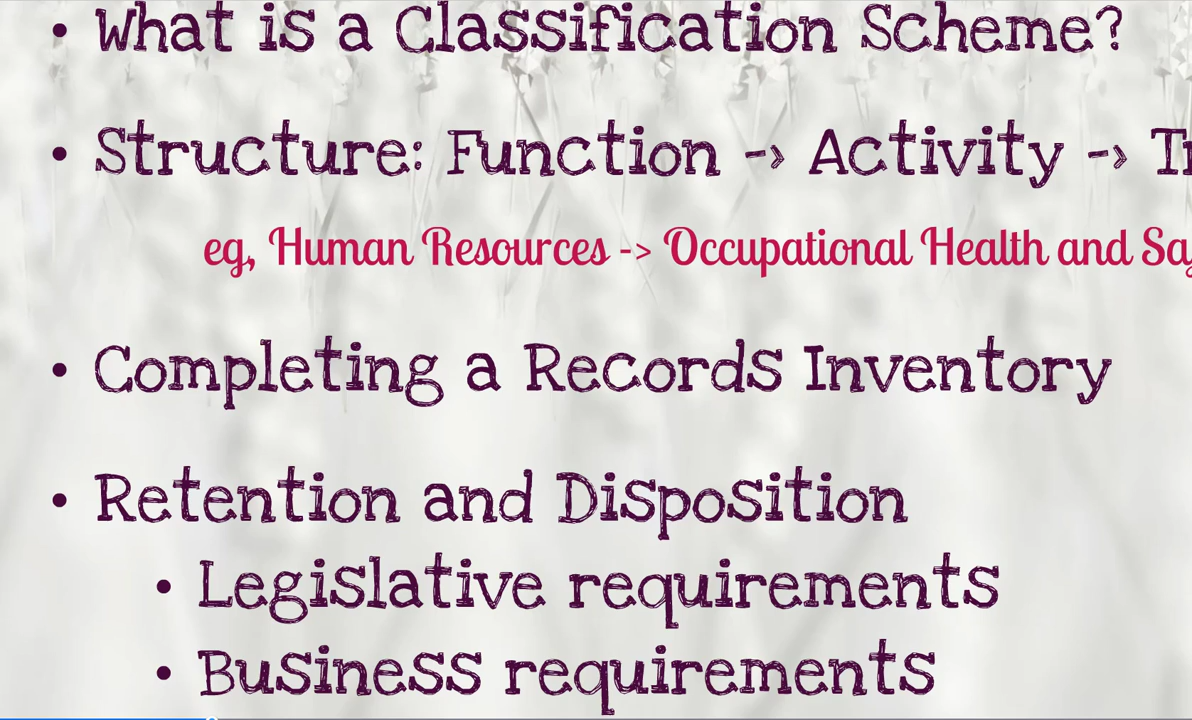 • What is a Classification Scheme?
• Structure: Function -> Activity ->
eg, Human Resources -> Occupational Health and
• Completing a Records Inventory
• Retention and Disposition
• Legislative requirements
• Business requirements